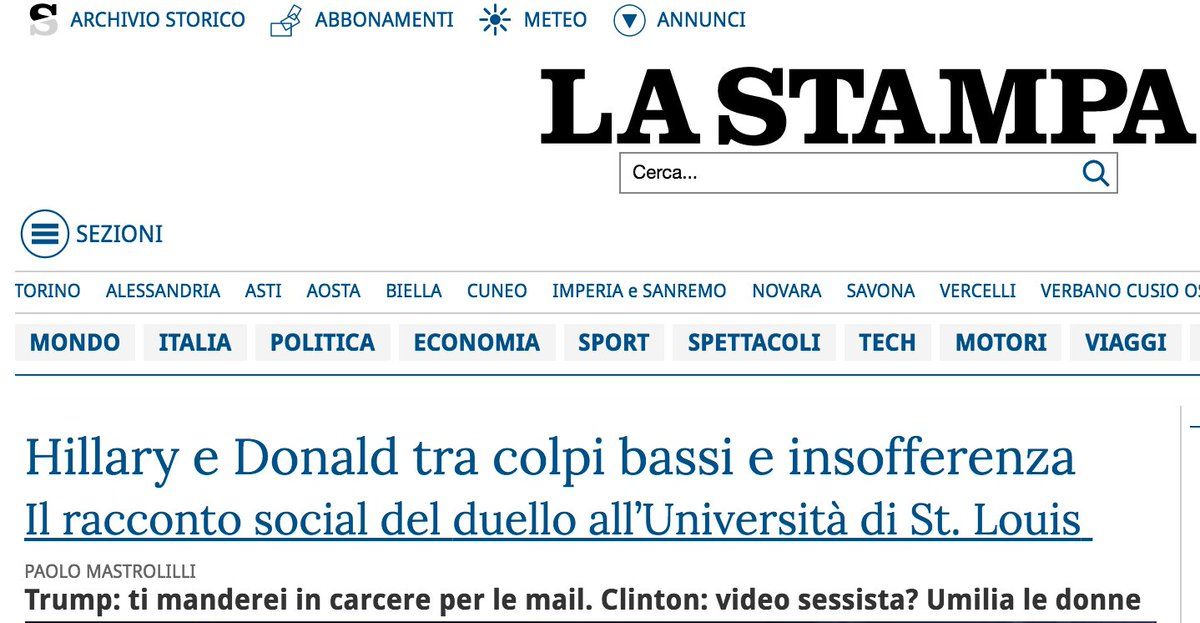 ARCHIVIO STORICO ABBONAMENTI METEO ANNUNCI
LA STAMPA
Cerca...
SEZIONI
TORINO ALESSANDRIA ASTI AOSTA BIELLA CUNEO IMPERIA e SANREMO NOVARA SAVONA VERCELLI VERBANO CUSIO OS
MONDO ITALIA POLITICA ECONOMIA SPORT SPETTACOLI TECH MOTORI VIAGGI
Hillary e Donald tra colpi bassi e insofferenza
Il racconto social del duello all’Università di St. Louis
PAOLO MASTROLILLI
Trump: ti manderei in carcere per le mail. Clinton: video sessista? Umilia le donne